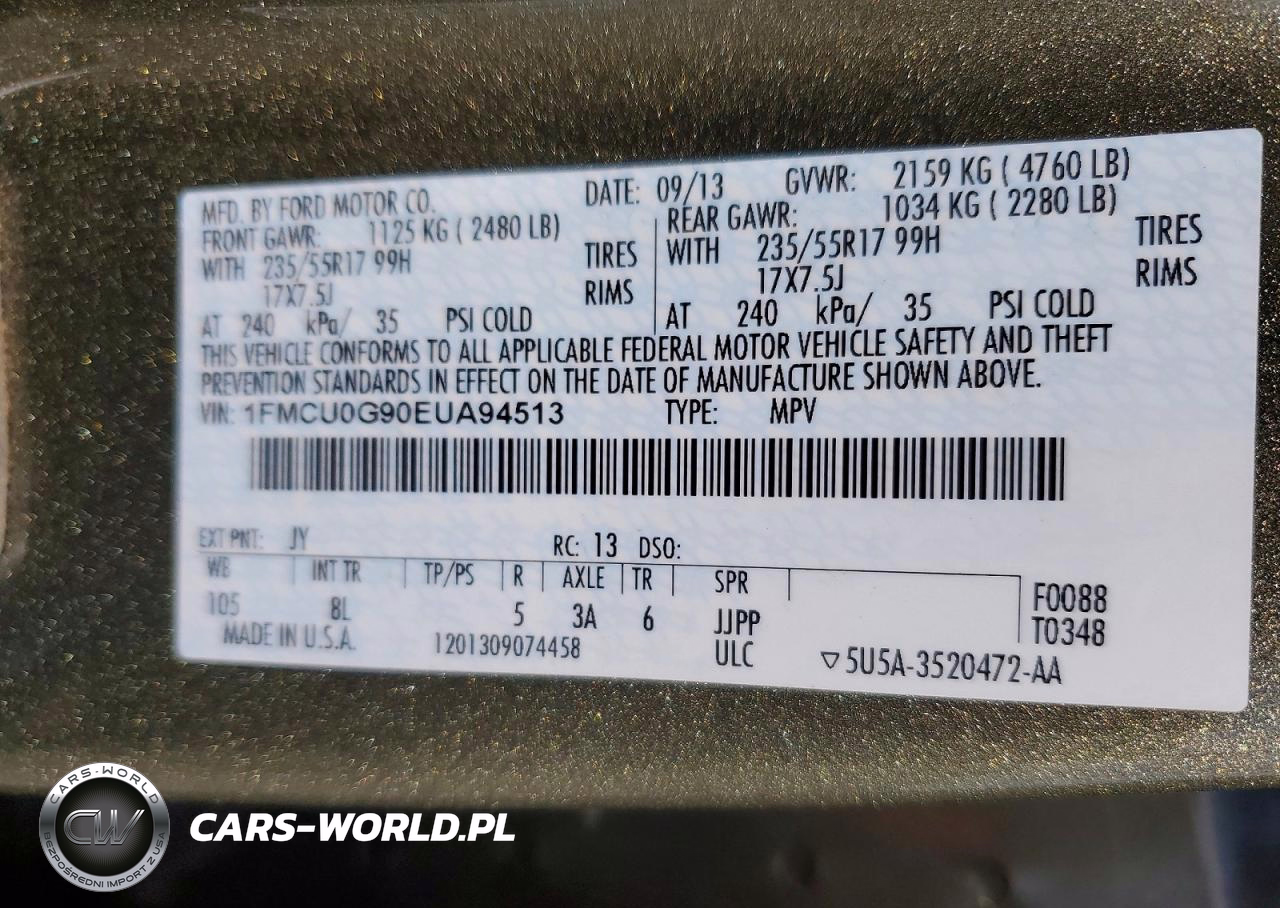 MFD. BY FORD MOTOR CO. DATE: 09/13 GVWR: 2159 KG ( 4760 LB)
FRONT GAWR: 1125 KG ( 2480 LB) REAR GAWR: 1034 KG ( 2280 LB)
WITH 235/55R17 99H TIRES WITH 235/55R17 99H TIRES
17X7.5J RIMS 17X7.5J RIMS
AT 240 kPa/ 35 PSI COLD AT 240 kPa/ 35 PSI COLD
THIS VEHICLE CONFORMS TO ALL APPLICABLE FEDERAL MOTOR VEHICLE SAFETY AND THEFT
PREVENTION STANDARDS IN EFFECT ON THE DATE OF MANUFACTURE SHOWN ABOVE.
VIN: 1FMCU0G90EUA94513 TYPE: MPV
EXT PNT: JY RC: 13 DSO:
WB INT TR TP/PS R AXLE TR SPR F0088
105 8L 5 3A 6 JJPP T0348
MADE IN U.S.A. 1201309074458 ULC ▽5U5A-3520472-AA
CARS-WORLD
CW
BEZPOŚREDNI IMPORT Z USA
CARS-WORLD.PL